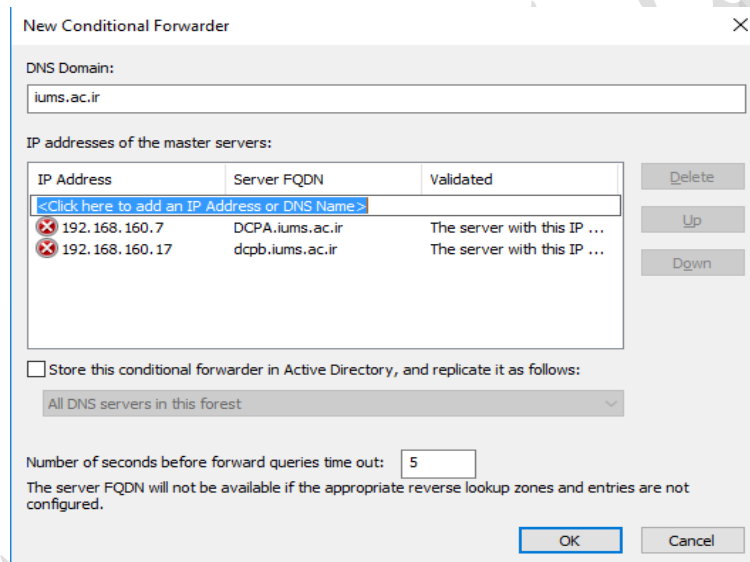 New Conditional Forwarder
DNS Domain:
iums.ac.ir
IP addresses of the master servers:
IP Address Server FQDN Validated
<Click here to add an IP Address or DNS Name>
192.168.160.7 DCPA.iums.ac.ir The server with this IP ...
192.168.160.17 dcpb.iums.ac.ir The server with this IP ...
Delete
Up
Down
Store this conditional forwarder in Active Directory, and replicate it as follows:
All DNS servers in this forest
Number of seconds before forward queries time out: 5
The server FQDN will not be available if the appropriate reverse lookup zones and entries are not
configured.
OK Cancel